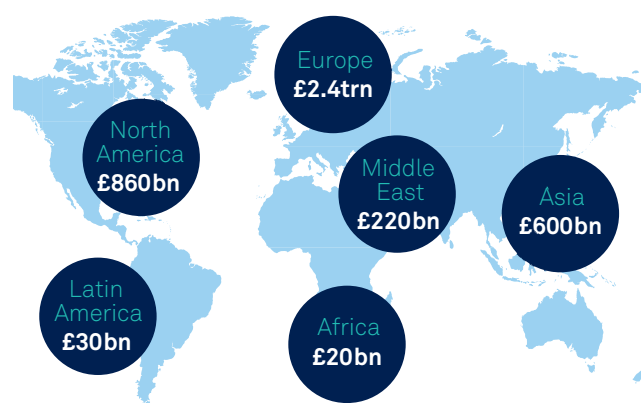 Europe
£2.4trn
North
America
£860bn
Middle
East
£220bn
Asia
£600bn
Latin
America
£30bn
Africa
£20bn